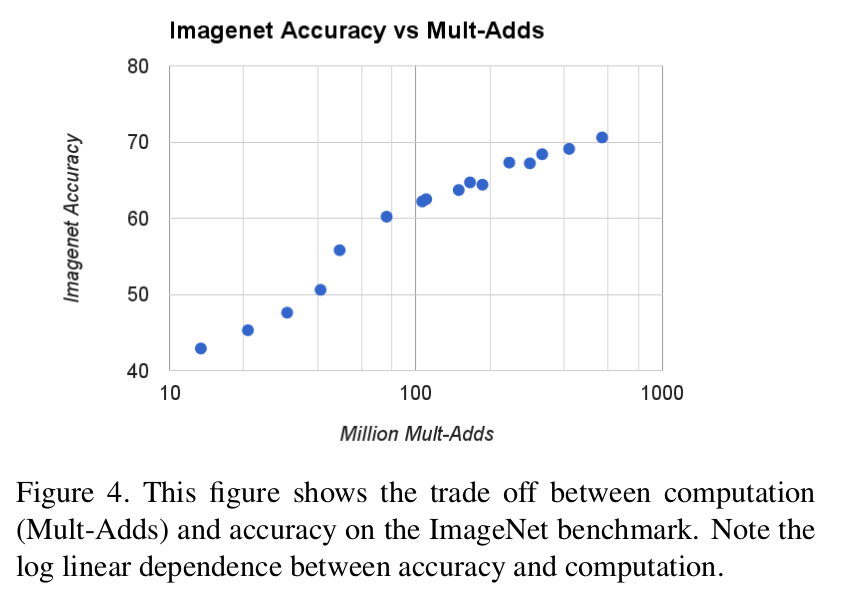 Imagenet Accuracy vs Mult-Adds
80
70
60
50
40
Imagenet Accuracy
10 100 1000
Million Mult-Adds
Figure 4. This figure shows the trade off between computation
(Mult-Adds) and accuracy on the ImageNet benchmark. Note the
log linear dependence between accuracy and computation.